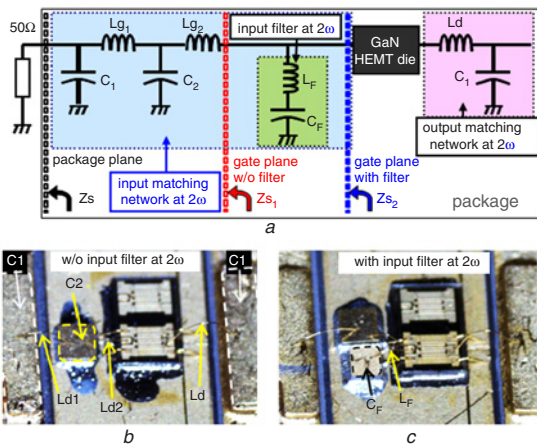 50Ω
Lg1
Lg2
input filter at 2ω
GaN
HEMT die
Ld
C1
C2
LF
CF
C1
output matching
network at 2ω
package plane
input matching
network at 2ω
gate plane
w/o filter
gate plane
with filter
Zs
Zs1
Zs2
package
a
C1
w/o input filter at 2ω
C1
C2
Ld1
Ld2
Ld
b
with input filter at 2ω
CF
LF
c